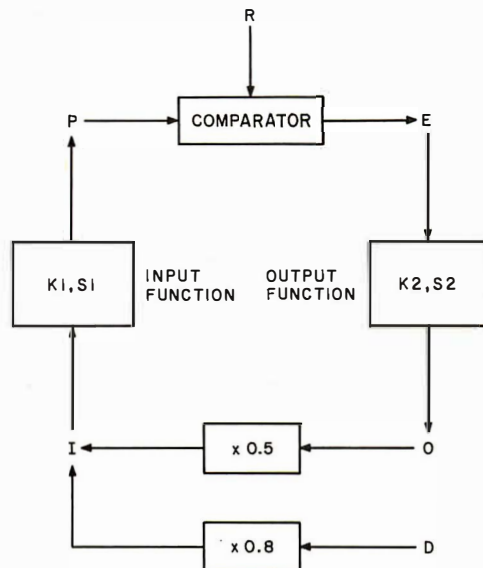 R
P
COMPARATOR
E
K1,S1
INPUT
FUNCTION
OUTPUT
FUNCTION
K2,S2
I
x 0.5
O
x 0.8
D